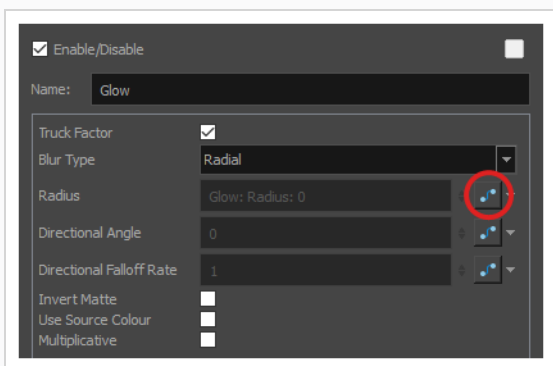 Enable/Disable
Name: Glow
Truck Factor
Blur Type Radial
Radius Glow: Radius: 0
Directional Angle 0
Directional Falloff Rate 1
Invert Matte
Use Source Colour
Multiplicative